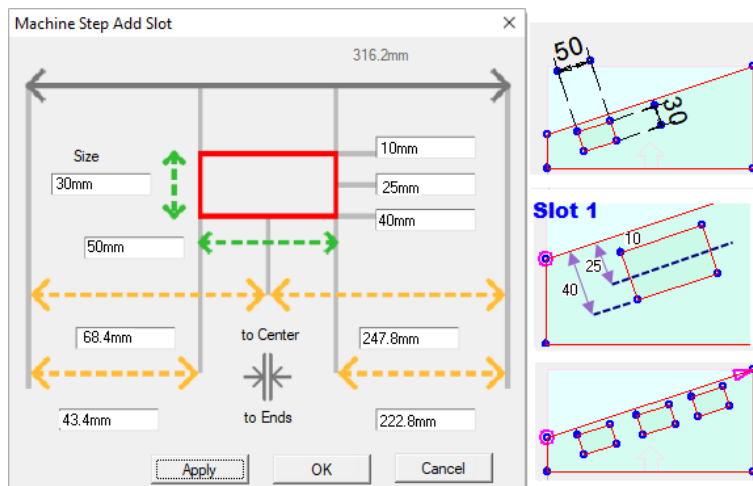 Machine Step Add Slot
316.2mm
Size
30mm
10mm
25mm
40mm
50mm
68.4mm
to Center
247.8mm
43.4mm
to Ends
222.8mm
Apply
OK
Cancel
50
30
Slot 1
10
25
40